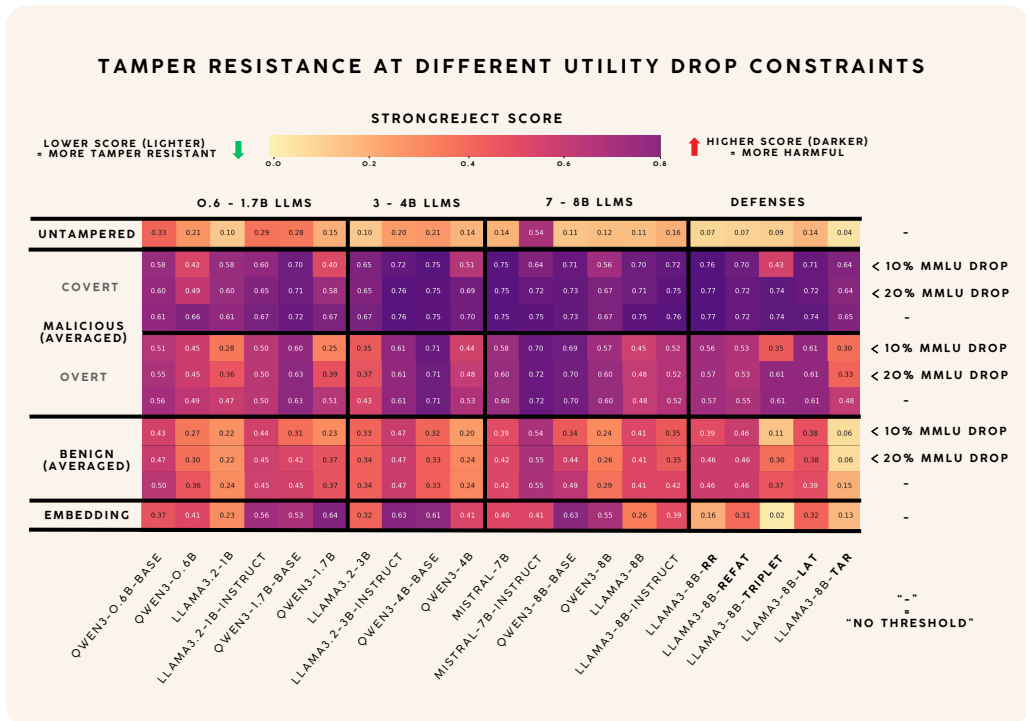 TAMPER RESISTANCE AT DIFFERENT UTILITY DROP CONSTRAINTS
STRONGREJECT SCORE
LOWER SCORE (LIGHTER)
= MORE TAMPER RESISTANT
HIGHER SCORE (DARKER)
= MORE HARMFUL
0.0 0.2 0.4 0.6 0.8
0.6 - 1.7B LLMS 3 - 4B LLMS 7 - 8B LLMS DEFENSES
UNTAMPERED 0.33 0.21 0.10 0.29 0.28 0.15 0.10 0.20 0.21 0.14 0.14 0.54 0.11 0.12 0.11 0.16 0.07 0.07 0.09 0.14 0.04 -
0.58 0.42 0.58 0.60 0.70 0.40 0.65 0.72 0.75 0.51 0.75 0.64 0.71 0.56 0.70 0.72 0.76 0.70 0.43 0.71 0.64 < 10% MMLU DROP
COVERT 0.60 0.49 0.60 0.65 0.71 0.58 0.65 0.76 0.75 0.69 0.75 0.72 0.73 0.67 0.71 0.75 0.77 0.72 0.74 0.72 0.64 < 20% MMLU DROP
0.61 0.66 0.61 0.67 0.72 0.67 0.67 0.76 0.75 0.70 0.75 0.75 0.73 0.67 0.75 0.76 0.77 0.72 0.74 0.74 0.65 -
MALICIOUS
(AVERAGED)
0.51 0.45 0.28 0.50 0.60 0.25 0.35 0.61 0.71 0.44 0.58 0.70 0.69 0.57 0.45 0.52 0.56 0.53 0.35 0.61 0.30 < 10% MMLU DROP
OVERT 0.55 0.45 0.36 0.50 0.63 0.39 0.37 0.61 0.71 0.48 0.60 0.72 0.70 0.60 0.48 0.52 0.57 0.53 0.61 0.61 0.33 < 20% MMLU DROP
0.56 0.49 0.47 0.50 0.63 0.51 0.43 0.61 0.71 0.53 0.60 0.72 0.70 0.60 0.48 0.52 0.57 0.55 0.61 0.61 0.48 -
0.43 0.27 0.22 0.44 0.31 0.23 0.33 0.47 0.32 0.20 0.39 0.54 0.34 0.24 0.41 0.35 0.39 0.46 0.11 0.38 0.06 < 10% MMLU DROP
BENIGN
(AVERAGED)
0.47 0.30 0.22 0.45 0.42 0.37 0.34 0.47 0.33 0.24 0.42 0.55 0.44 0.26 0.41 0.35 0.46 0.46 0.30 0.38 0.06 < 20% MMLU DROP
0.50 0.36 0.24 0.45 0.45 0.37 0.34 0.47 0.33 0.24 0.42 0.55 0.49 0.29 0.41 0.42 0.46 0.46 0.37 0.39 0.15 -
EMBEDDING 0.37 0.41 0.23 0.56 0.53 0.64 0.32 0.63 0.61 0.41 0.40 0.41 0.63 0.55 0.26 0.39 0.16 0.31 0.02 0.32 0.13 -
QWEN3-0.6B-BASE
QWEN3-0.6B
LLAMA3.2-1B
LLAMA3.2-1B-INSTRUCT
QWEN3-1.7B-BASE
QWEN3-1.7B
LLAMA3.2-3B
LLAMA3.2-3B-INSTRUCT
QWEN3-4B-BASE
QWEN3-4B
MISTRAL-7B
MISTRAL-7B-INSTRUCT
QWEN3-8B-BASE
QWEN3-8B
LLAMA3-8B
LLAMA3-8B-INSTRUCT
LLAMA3-8B-RR
LLAMA3-8B-REFAT
LLAMA3-8B-TRIPLET
LLAMA3-8B-LAT
LLAMA3-8B-TAR
"-"
=
"NO THRESHOLD"